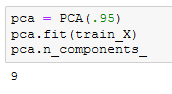 pca = PCA(.95)
pca.fit(train_X)
pca.n_components_
9